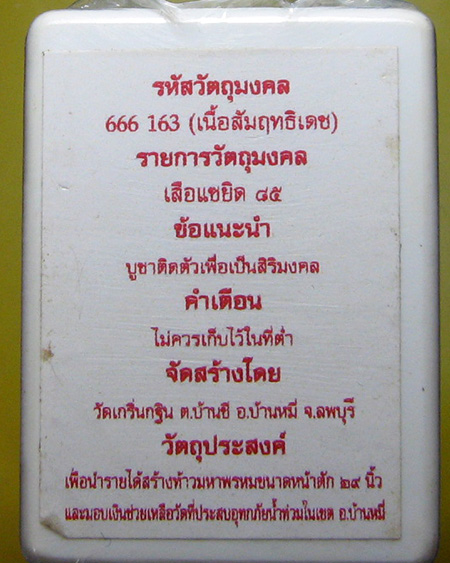 รหัสวัตถุมงคล
666 163 (เนื้อสัมฤทธิเดช)
รายการวัตถุมงคล
เสือแซยิด ๘๕
ข้อแนะนำ
บูชาติดตัวเพื่อเป็นสิริมงคล
คำเตือน
ไม่ควรเก็บไว้ในที่ต่ำ
จัดสร้างโดย
วัดเกริ่นกฐิน ต.บ้านชี อ.บ้านหมี่ จ.ลพบุรี
วัตถุประสงค์
เพื่อนำรายได้สร้างท้าวมหาพรหมขนาดหน้าตัก ๒๙ นิ้ว
และมอบเงินช่วยเหลือวัดที่ประสบอุทกภัยน้ำท่วมในเขต อ.บ้านหมี่